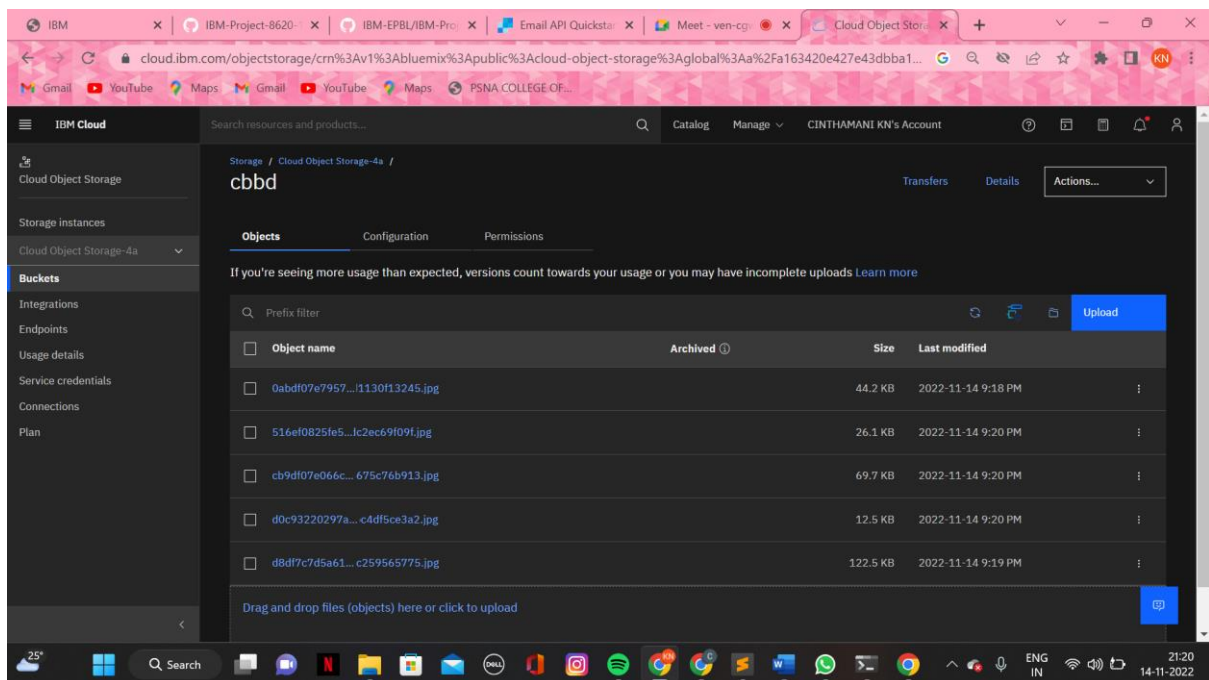 IBM
IBM-Project-8620-
IBM-EPBL/IBM-Pro
Email API Quickstar
Meet - ven-cgv
Cloud Object Stora
cloud.ibm.com/objectstorage/crn%3Av1%3Abluemix%3Apublic%3Acloud-object-storage%3Aglobal%3Aa%2Fa163420e427e43dbba1...
KN
Gmail YouTube Maps Gmail YouTube Maps PSNA COLLEGE OF...
IBM Cloud
Search resources and products...
Catalog Manage CINTHAMANI KN's Account
Cloud Object Storage
Storage instances
Cloud Object Storage-4a
Buckets
Integrations
Endpoints
Usage details
Service credentials
Connections
Plan
Storage / Cloud Object Storage-4a /
cbbd
Transfers Details Actions...
Objects Configuration Permissions
If you're seeing more usage than expected, versions count towards your usage or you may have incomplete uploads Learn more
Prefix filter Upload
Object name Archived Size Last modified
0abdf07e7957...l1130f13245.jpg 44.2 KB 2022-11-14 9:18 PM
516ef0825fe5...lc2ec69f09f.jpg 26.1 KB 2022-11-14 9:20 PM
cb9df07e066c... 675c76b913.jpg 69.7 KB 2022-11-14 9:20 PM
d0c93220297a... c4df5ce3a2.jpg 12.5 KB 2022-11-14 9:20 PM
d8df7c7d5a61... c259565775.jpg 122.5 KB 2022-11-14 9:19 PM
Drag and drop files (objects) here or click to upload
25°
Search
DELL
ENG
IN
21:20
14-11-2022